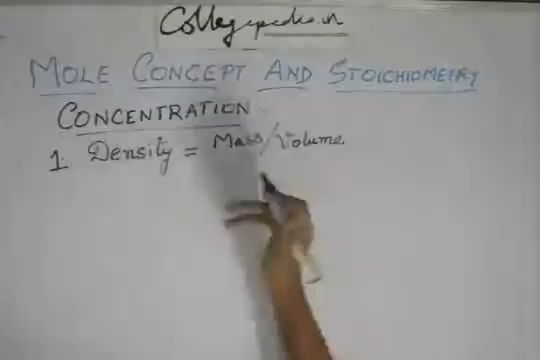 Collegepedia.in
MOLE CONCEPT AND STOICHIOMETRY
CONCENTRATION
1. Density = Mass/Volume